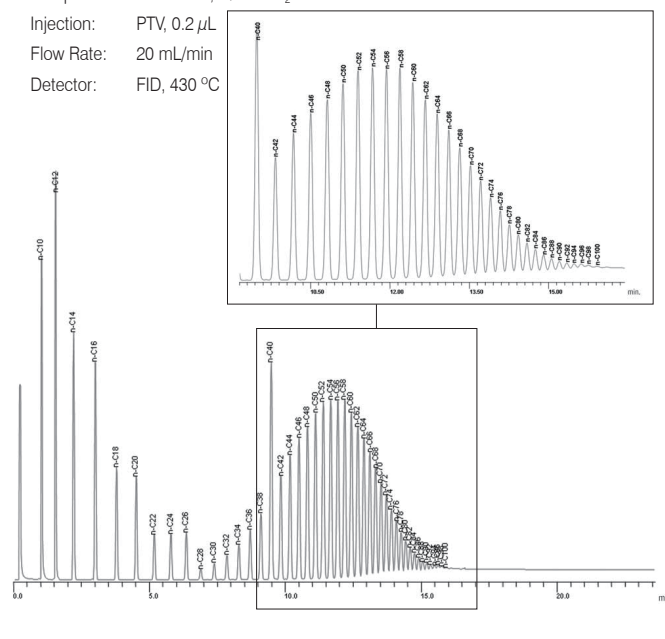 Injection: PTV, 0.2 μL
Flow Rate: 20 mL/min
Detector: FID, 430 °C
n-C40
n-C42
n-C44
n-C46
n-C48
n-C50
n-C52
n-C54
n-C56
n-C58
n-C60
n-C62
n-C64
n-C66
n-C68
n-C70
n-C72
n-C74
n-C76
n-C78
n-C80
n-C82
n-C84
n-C86
n-C88
n-C90
n-C92
n-C94
n-C96
n-C98
n-C100
10.50 12.00 13.50 15.00 min.
n-C10
n-C12
n-C14
n-C16
n-C18
n-C20
n-C22
n-C24
n-C26
n-C28
n-C30
n-C32
n-C34
n-C36
n-C38
n-C40
n-C42
n-C44
n-C46
n-C48
n-C50
n-C52
n-C54
n-C56
n-C58
n-C60
n-C62
n-C64
n-C66
n-C68
n-C70
n-C72
n-C74
n-C76
n-C78
n-C80
n-C82
n-C84
n-C100
0.0 5.0 10.0 15.0 20.0 m